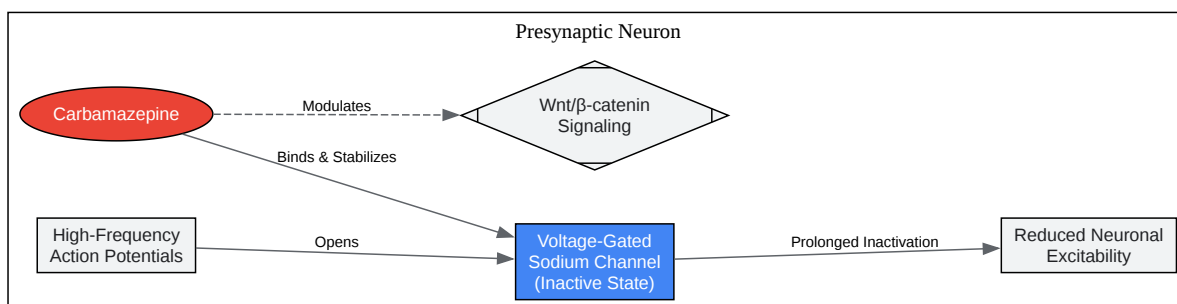 Presynaptic Neuron
Carbamazepine
Modulates
Wnt/β-catenin
Signaling
Binds & Stabilizes
High-Frequency
Action Potentials
Opens
Voltage-Gated
Sodium Channel
(Inactive State)
Prolonged Inactivation
Reduced Neuronal
Excitability